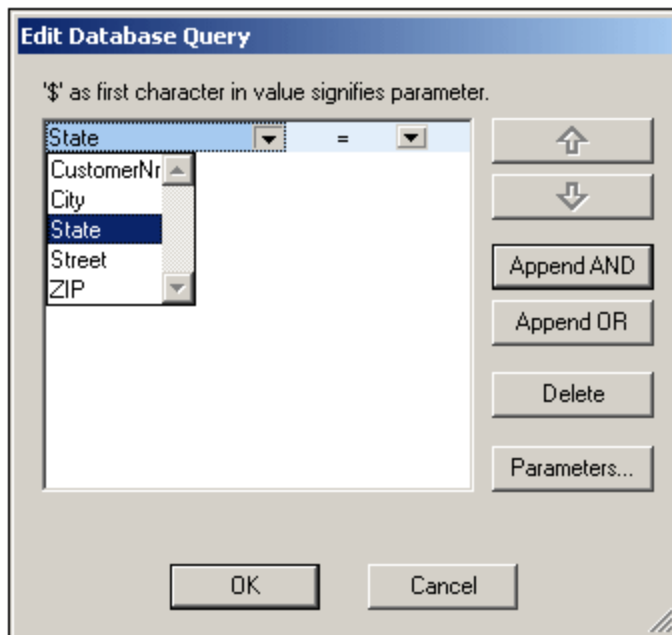 Edit Database Query
'$' as first character in value signifies parameter.
State =
CustomerNr
City
State
Street
ZIP
Append AND
Append OR
Delete
Parameters...
OK Cancel